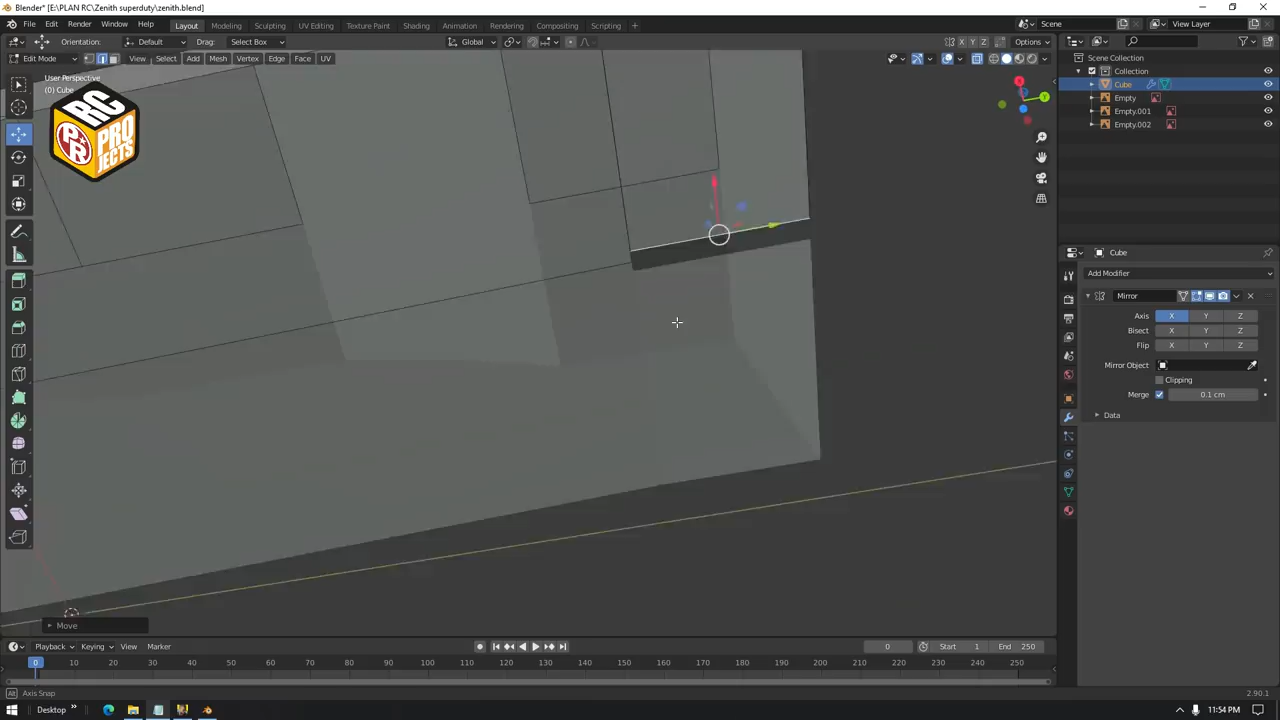 Blender* [E:\PLAN RC\Zenith superduty\zenith.blend]
File Edit Render Window Help Layout Modeling Sculpting UV Editing Texture Paint Shading Animation Rendering Compositing Scripting Scene View Layer
Orientation: Default Drag: Select Box Global X Y Z Options
Edit Mode View Select Add Mesh Vertex Edge Face UV
User Perspective
(0) Cube
RC
PR
PROJECTS
Scene Collection
Collection
Cube
Empty
Empty.001
Empty.002
Cube
Add Modifier
Mirror
Axis X Y Z
Bisect X Y Z
Flip X Y Z
Mirror Object
Clipping
Merge 0.1 cm
Data
Move
Playback Keying View Marker 0 Start 1 End 250
0 10 20 30 40 50 60 70 80 90 100 110 120 130 140 150 160 170 180 190 200 210 220 230 240 250
Axis Snap 2.90.1
Desktop 11:54 PM